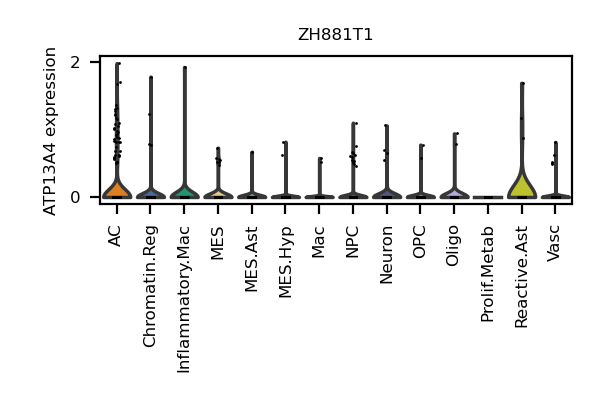 ZH881T1
ATP13A4 expression
2
0
AC
Chromatin.Reg
Inflammatory.Mac
MES
MES.Ast
MES.Hyp
Mac
NPC
Neuron
OPC
Oligo
Prolif.Metab
Reactive.Ast
Vasc